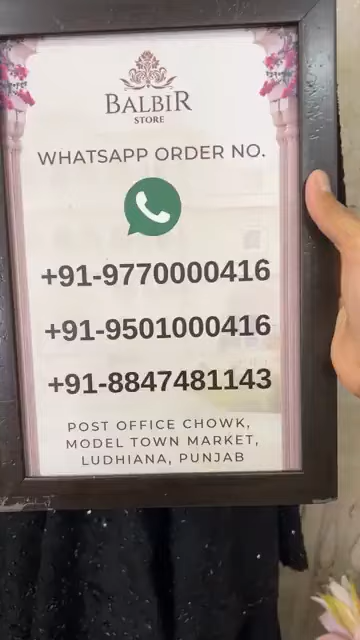 BALBIR
STORE
WHATSAPP ORDER NO.
+91-9770000416
+91-9501000416
+91-8847481143
POST OFFICE CHOWK,
MODEL TOWN MARKET,
LUDHIANA, PUNJAB